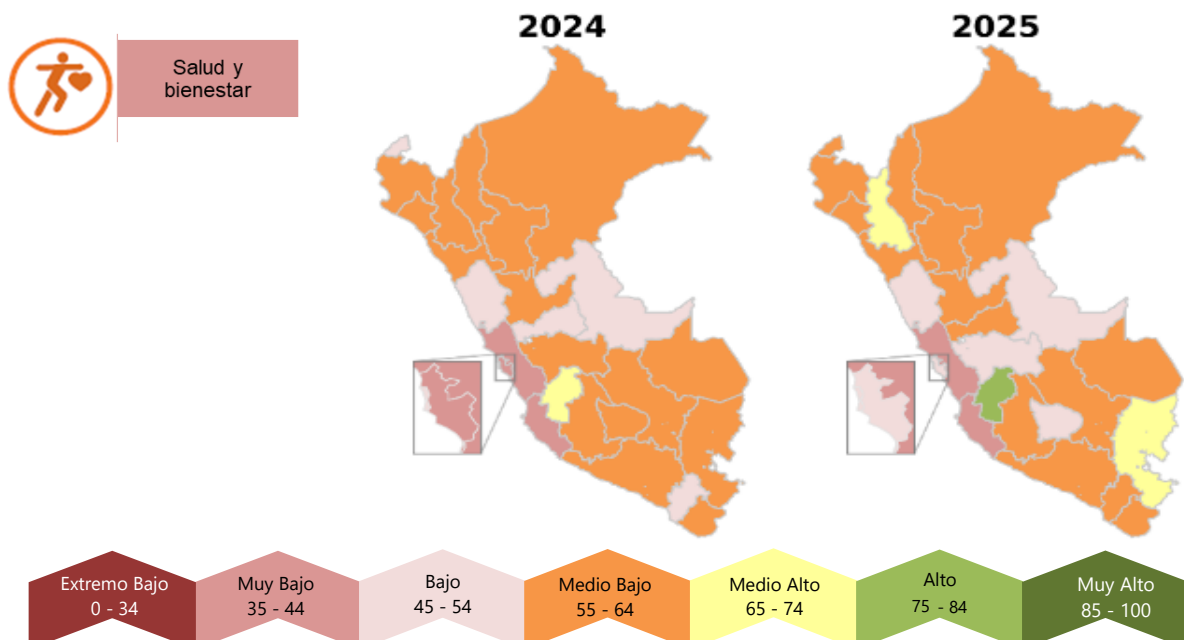 2024
2025
Salud y
bienestar
Extremo Bajo
0 - 34
Muy Bajo
35 - 44
Bajo
45 - 54
Medio Bajo
55 - 64
Medio Alto
65 - 74
Alto
75 - 84
Muy Alto
85 - 100